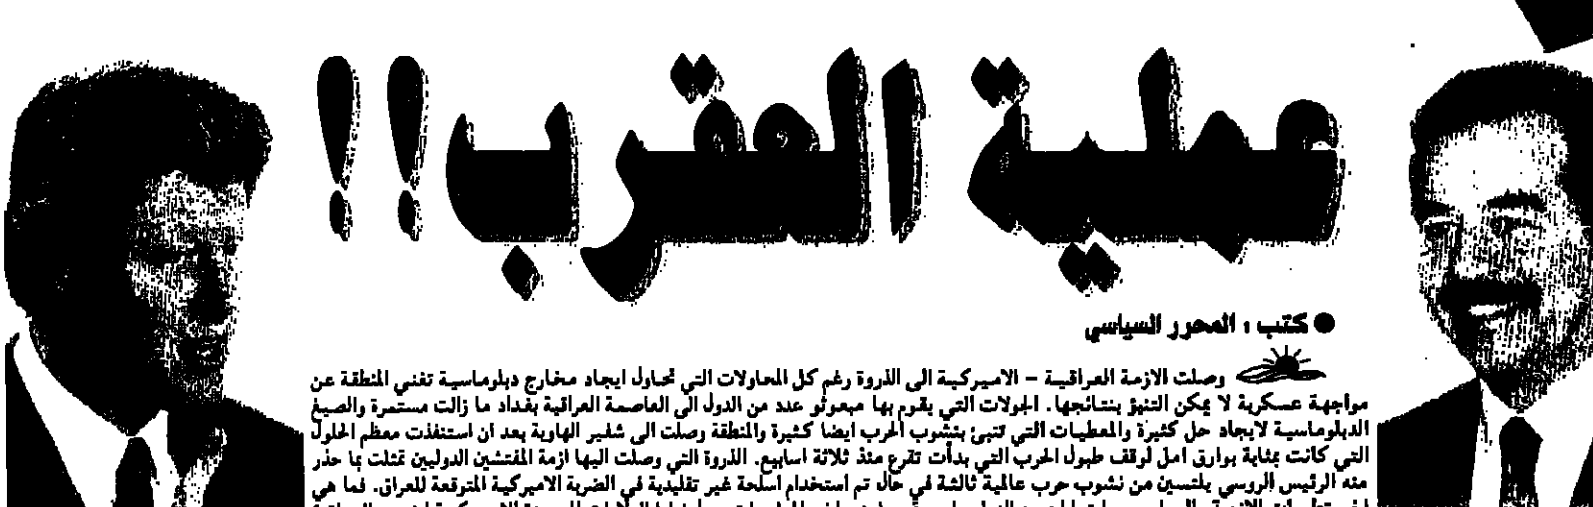 عملية العقرب!!
● كتب : المحرر السياسي
وصلت الازمة العراقية – الاميركية الى الذروة رغم كل المحاولات التي تحاول ايجاد مخارج دبلوماسية تغني المنطقة عن
مواجهة عسكرية لا يمكن التنبؤ بنتائجها. الجولات التي يقوم بها مبعوثو عدد من الدول الى العاصمة العراقية بغداد ما زالت مستمرة والصيغ
الدبلوماسية لايجاد حل كثيرة والمعطيات التي تنبئ بنشوب الحرب ايضا كثيرة والمنطقة وصلت الى شفير الهاوية بعد ان استنفذت معظم الحلول
التي كانت بمثابة بوارق امل لوقف طبول الحرب التي بدأت تقرع منذ ثلاثة اسابيع. الذروة التي وصلت اليها ازمة المفتشين الدوليين تمثلت بما حذر
منه الرئيس الروسي يلتسين من نشوب حرب عالمية ثالثة في حال تم استخدام اسلحة غير تقليدية في الضربة الاميركية المتوقعة للعراق. فما هي